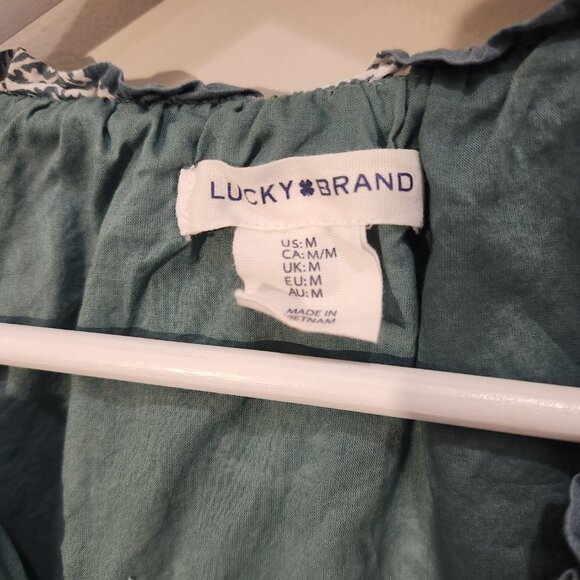 LUCKY BRAND
US: M
CA: M/M
UK: M
EU: M
AU: M
MADE IN
VIETNAM